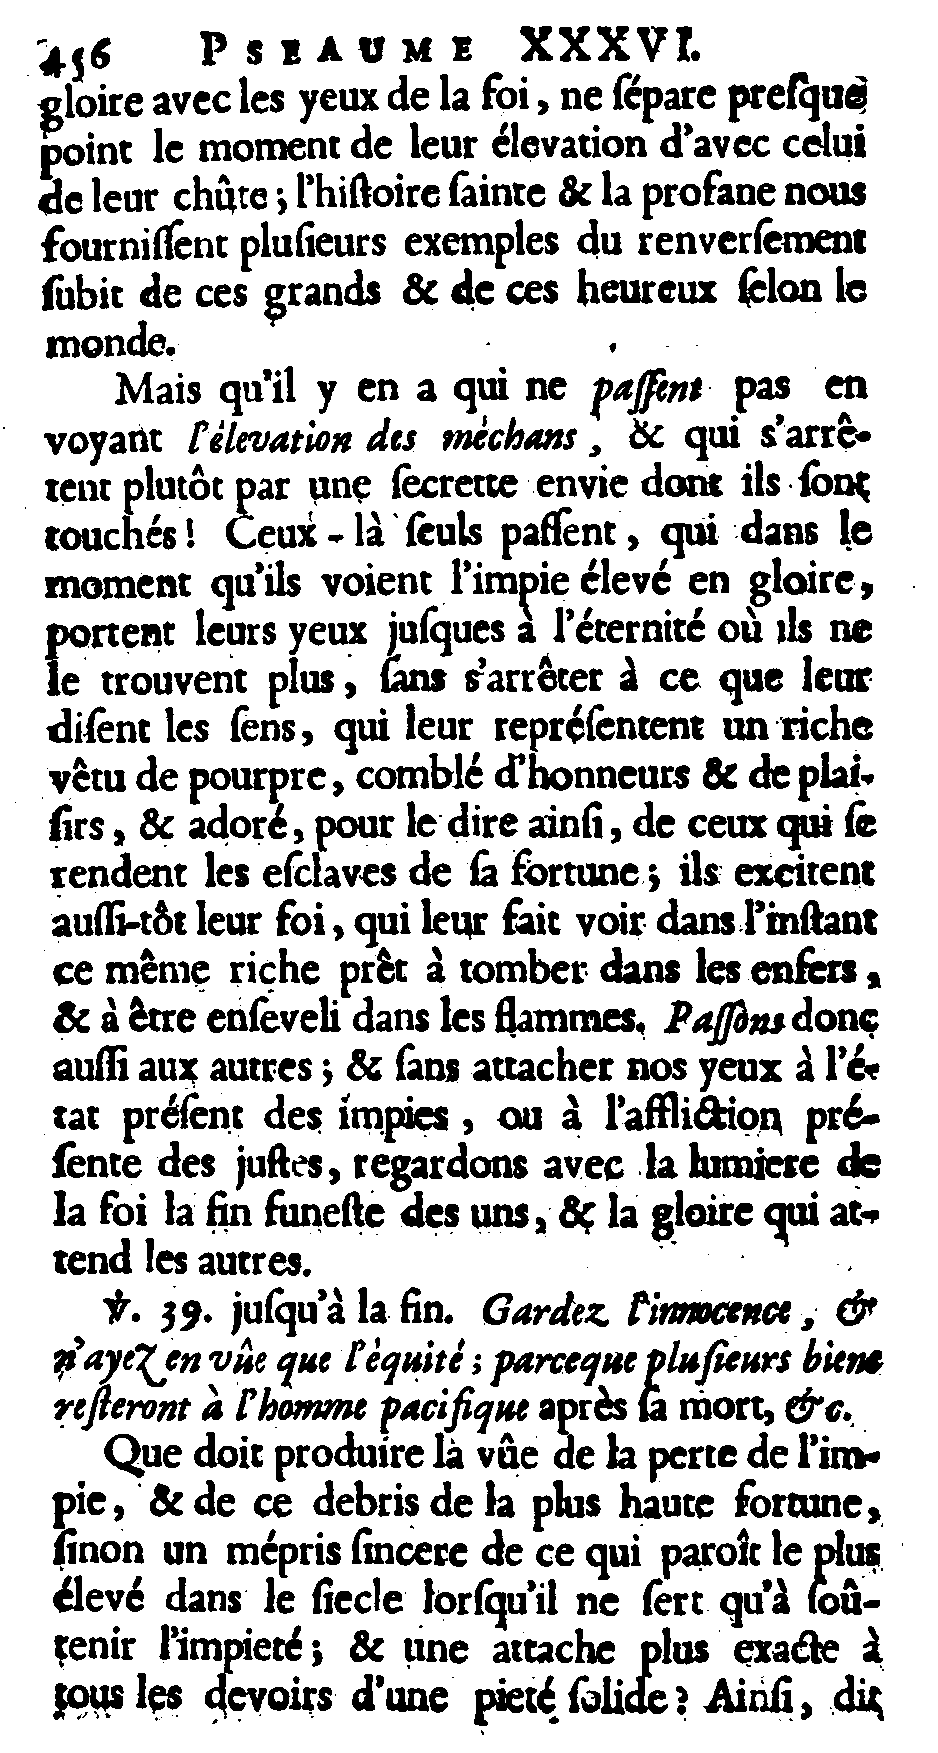 456 PSEAUME XXXVI.
gloire avec les yeux de la foi, ne ſépare preſque
point le moment de leur élevation d'avec celui
de leur chûte ; l'hiſtoire ſainte & la profane nous
fourniſſent pluſieurs exemples du renverſement
ſubit de ces grands & de ces heureux ſelon le
monde.
Mais qu'il y en a qui ne paſſent pas en
voyant l'élevation des méchans, & qui s'arrê-
tent plutôt par une ſecrette envie dont ils ſont
touchés ! Ceux-là ſeuls paſſent, qui dans le
moment qu'ils voient l'impie élevé en gloire,
portent leurs yeux juſques à l'éternité où ils ne
le trouvent plus, ſans s'arrêter à ce que leur
diſent les ſens, qui leur repréſentent un riche
vêtu de pourpre, comblé d'honneurs & de plai-
ſirs, & adoré, pour le dire ainſi, de ceux qui ſe
rendent les eſclaves de ſa fortune ; ils excitent
auſſi-tôt leur foi, qui leur fait voir dans l'inſtant
ce même riche prêt à tomber dans les enfers,
& à être enſeveli dans les flammes. Paſſons donc
auſſi aux autres ; & ſans attacher nos yeux à l'é-
tat préſent des impies, ou à l'affliction pré-
ſente des juſtes, regardons avec la lumiere de
la foi la fin funeſte des uns, & la gloire qui at-
tend les autres.
℣. 39. juſqu'à la fin. Gardez l'innocence, &
n'ayez en vûe que l'équité ; parceque pluſieurs biens
reſteront à l'homme pacifique après ſa mort, &c.
Que doit produire la vûe de la perte de l'im-
pie, & de ce debris de la plus haute fortune,
ſinon un mépris ſincere de ce qui paroît le plus
élevé dans le ſiecle lorſqu'il ne ſert qu'à ſoû-
tenir l'impieté ; & une attache plus exacte à
tous les devoirs d'une pieté ſolide ? Ainſi, dit